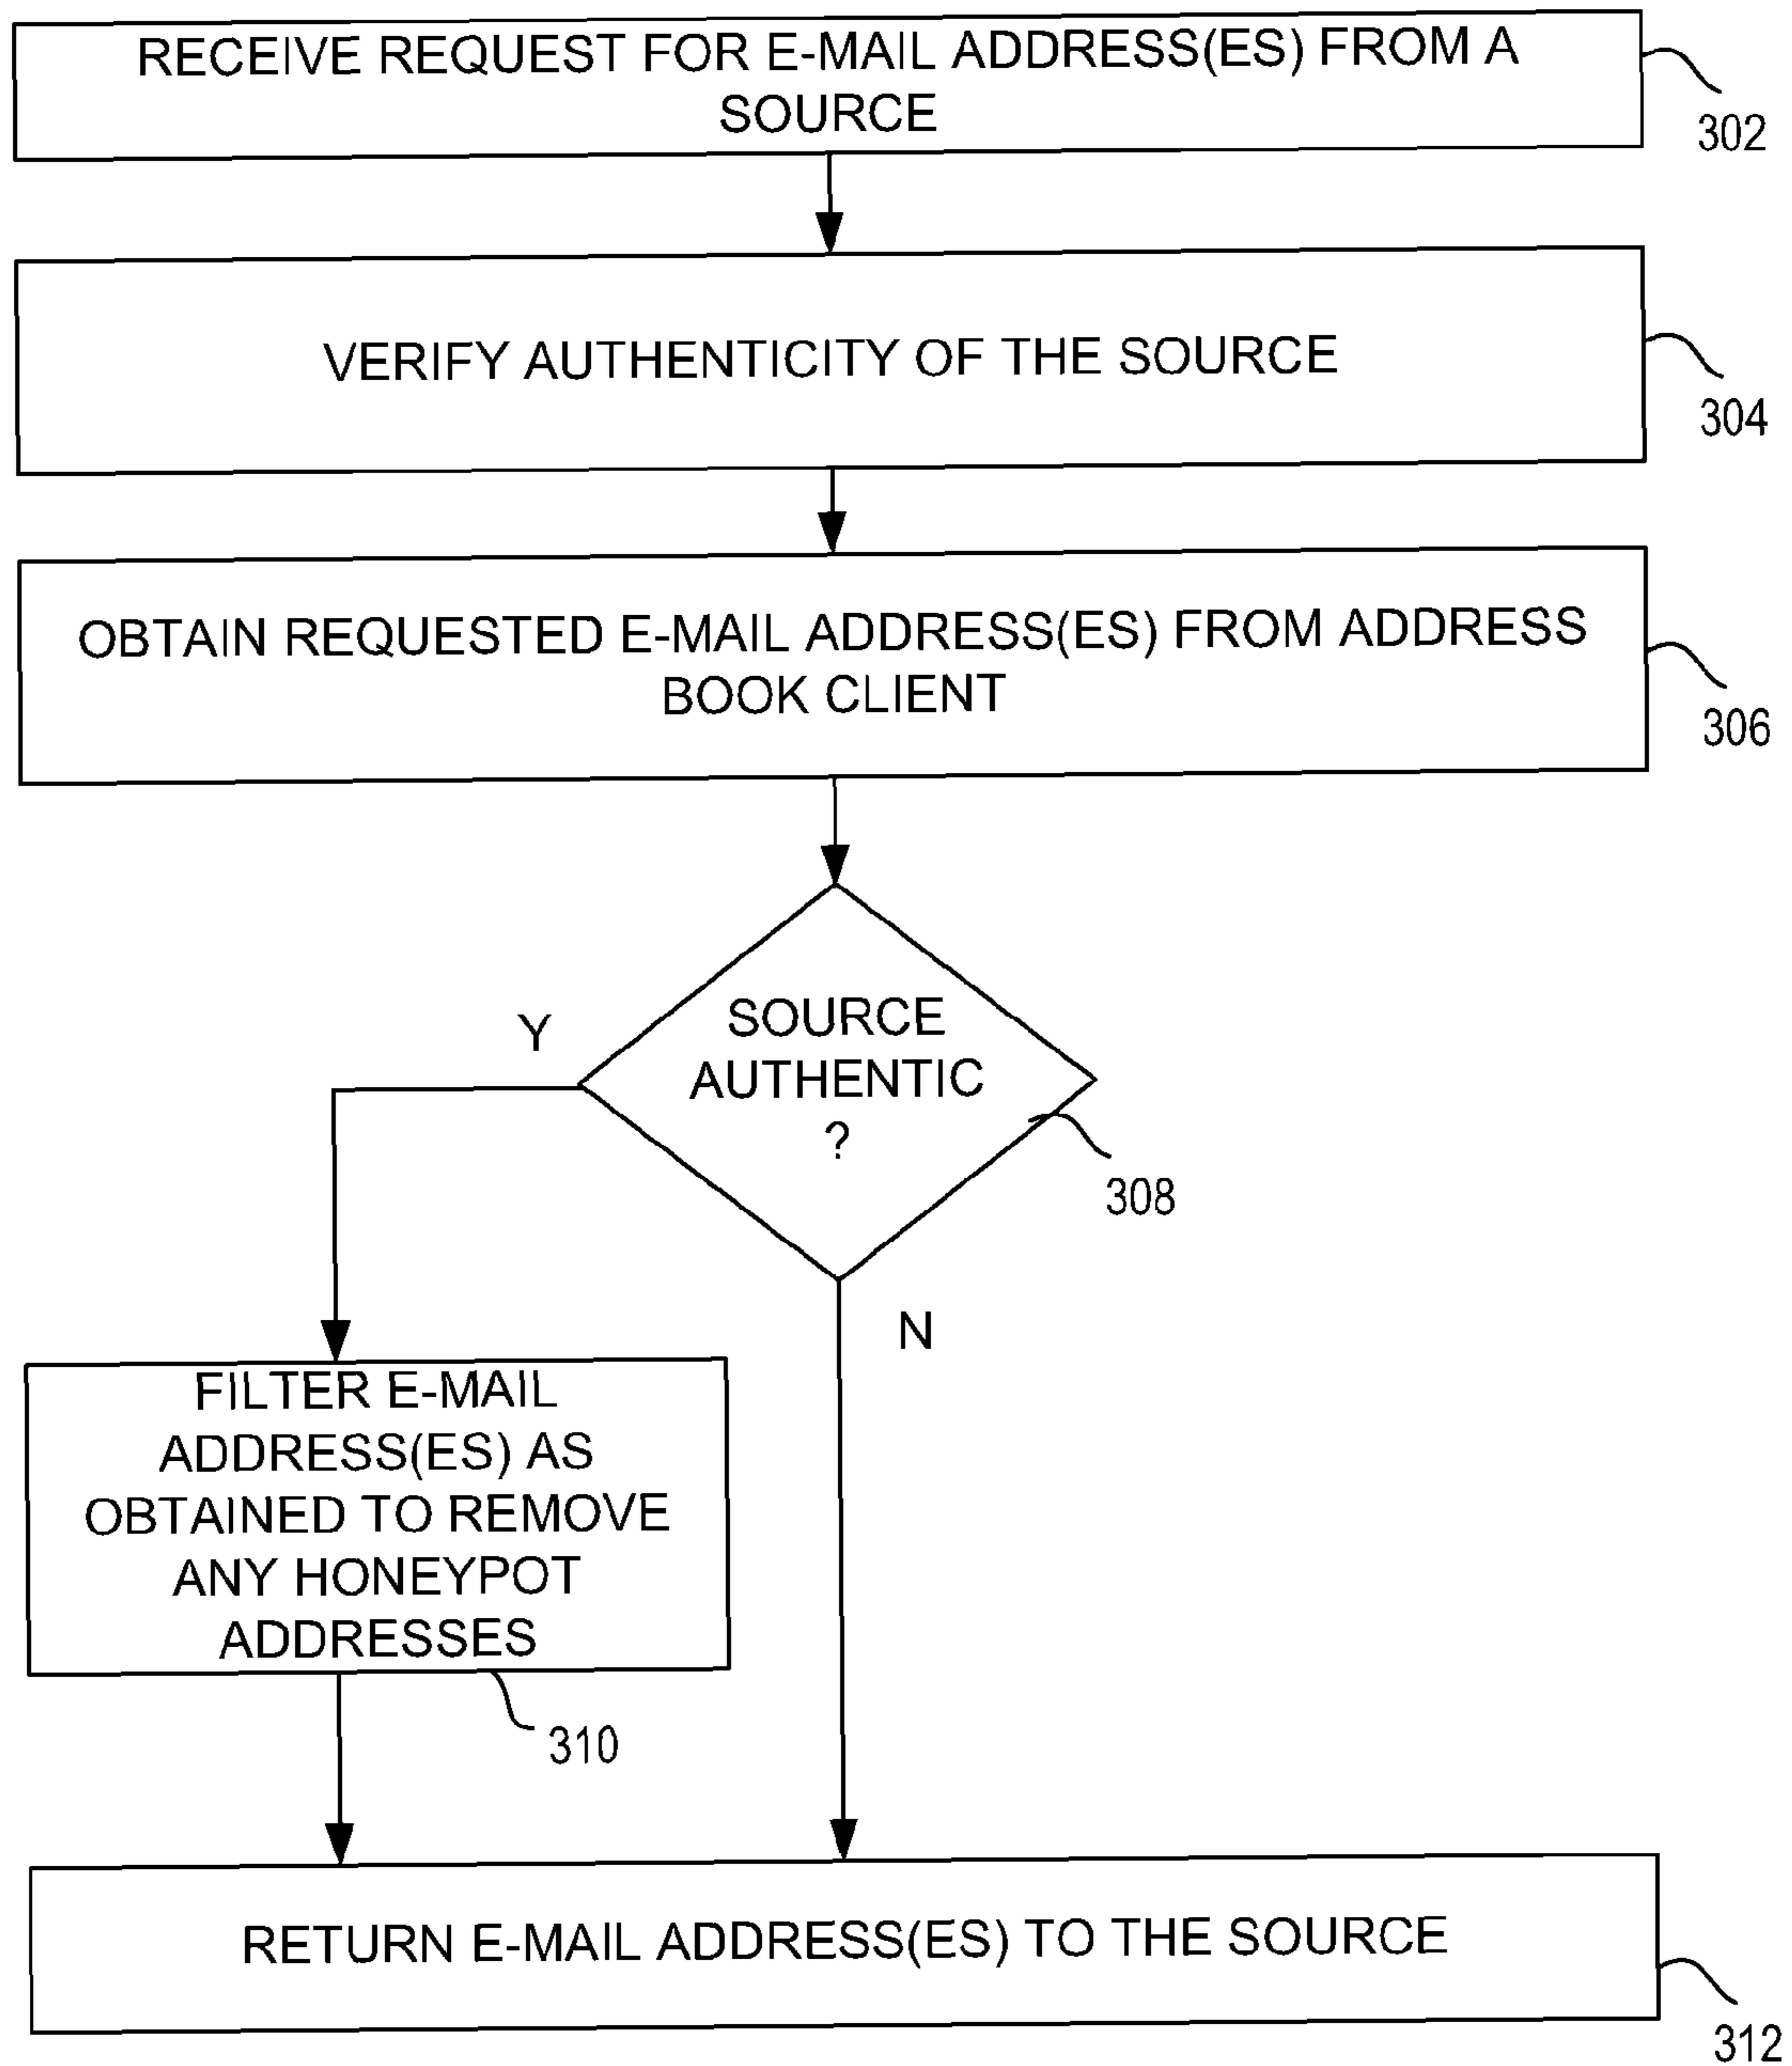 RECEIVE REQUEST FOR E-MAIL ADDRESS(ES) FROM A
SOURCE
302
VERIFY AUTHENTICITY OF THE SOURCE
304
OBTAIN REQUESTED E-MAIL ADDRESS(ES) FROM ADDRESS
BOOK CLIENT
306
SOURCE
AUTHENTIC
?
308
Y
N
FILTER E-MAIL
ADDRESS(ES) AS
OBTAINED TO REMOVE
ANY HONEYPOT
ADDRESSES
310
RETURN E-MAIL ADDRESS(ES) TO THE SOURCE
312